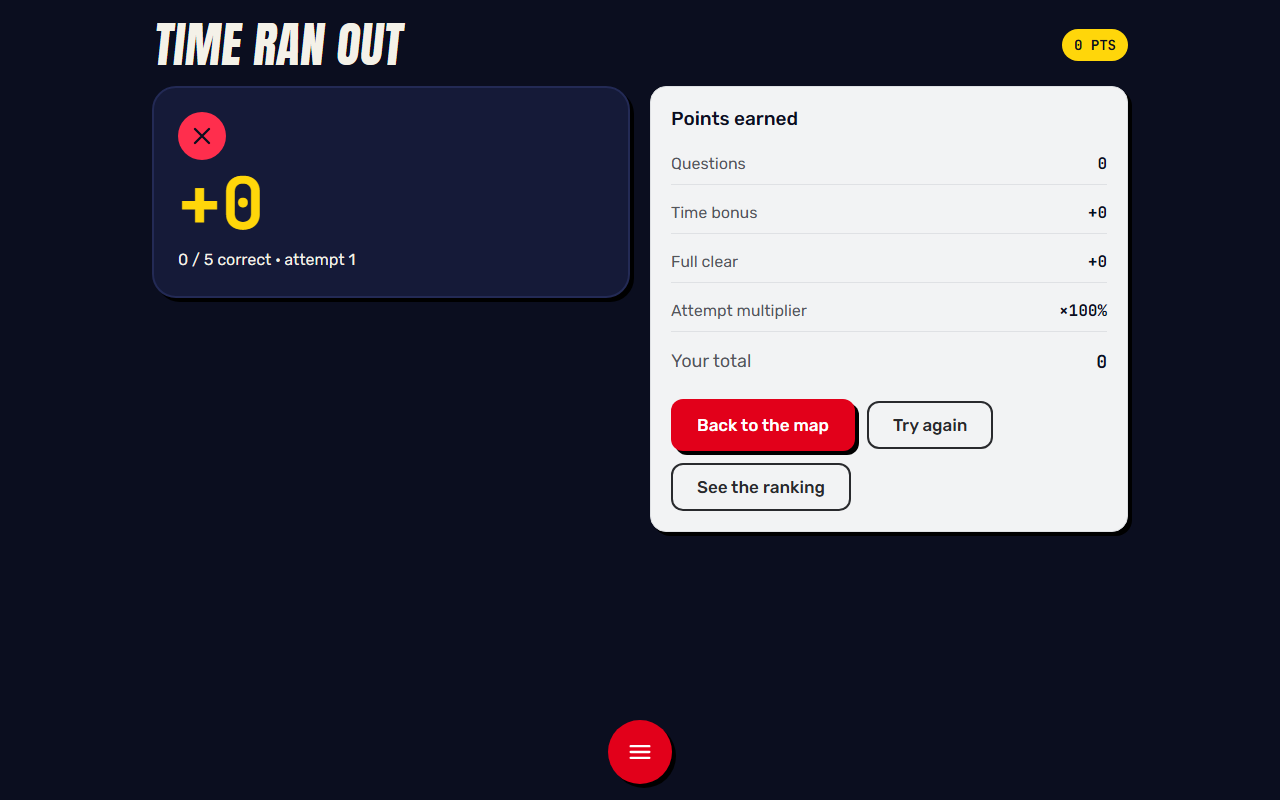 TIME RAN OUT
0 PTS
+0
0 / 5 correct • attempt 1
Points earned
Questions 0
Time bonus +0
Full clear +0
Attempt multiplier ×100%
Your total 0
Back to the map
Try again
See the ranking